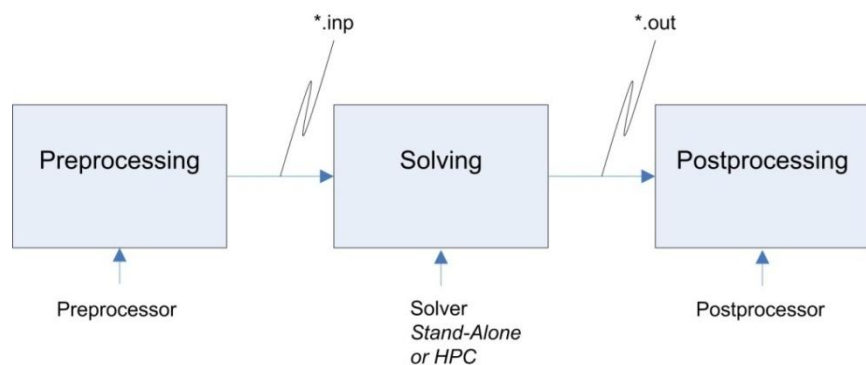 *.inp
*.out
Preprocessing
Solving
Postprocessing
Preprocessor
Solver
Stand-Alone
or HPC
Postprocessor